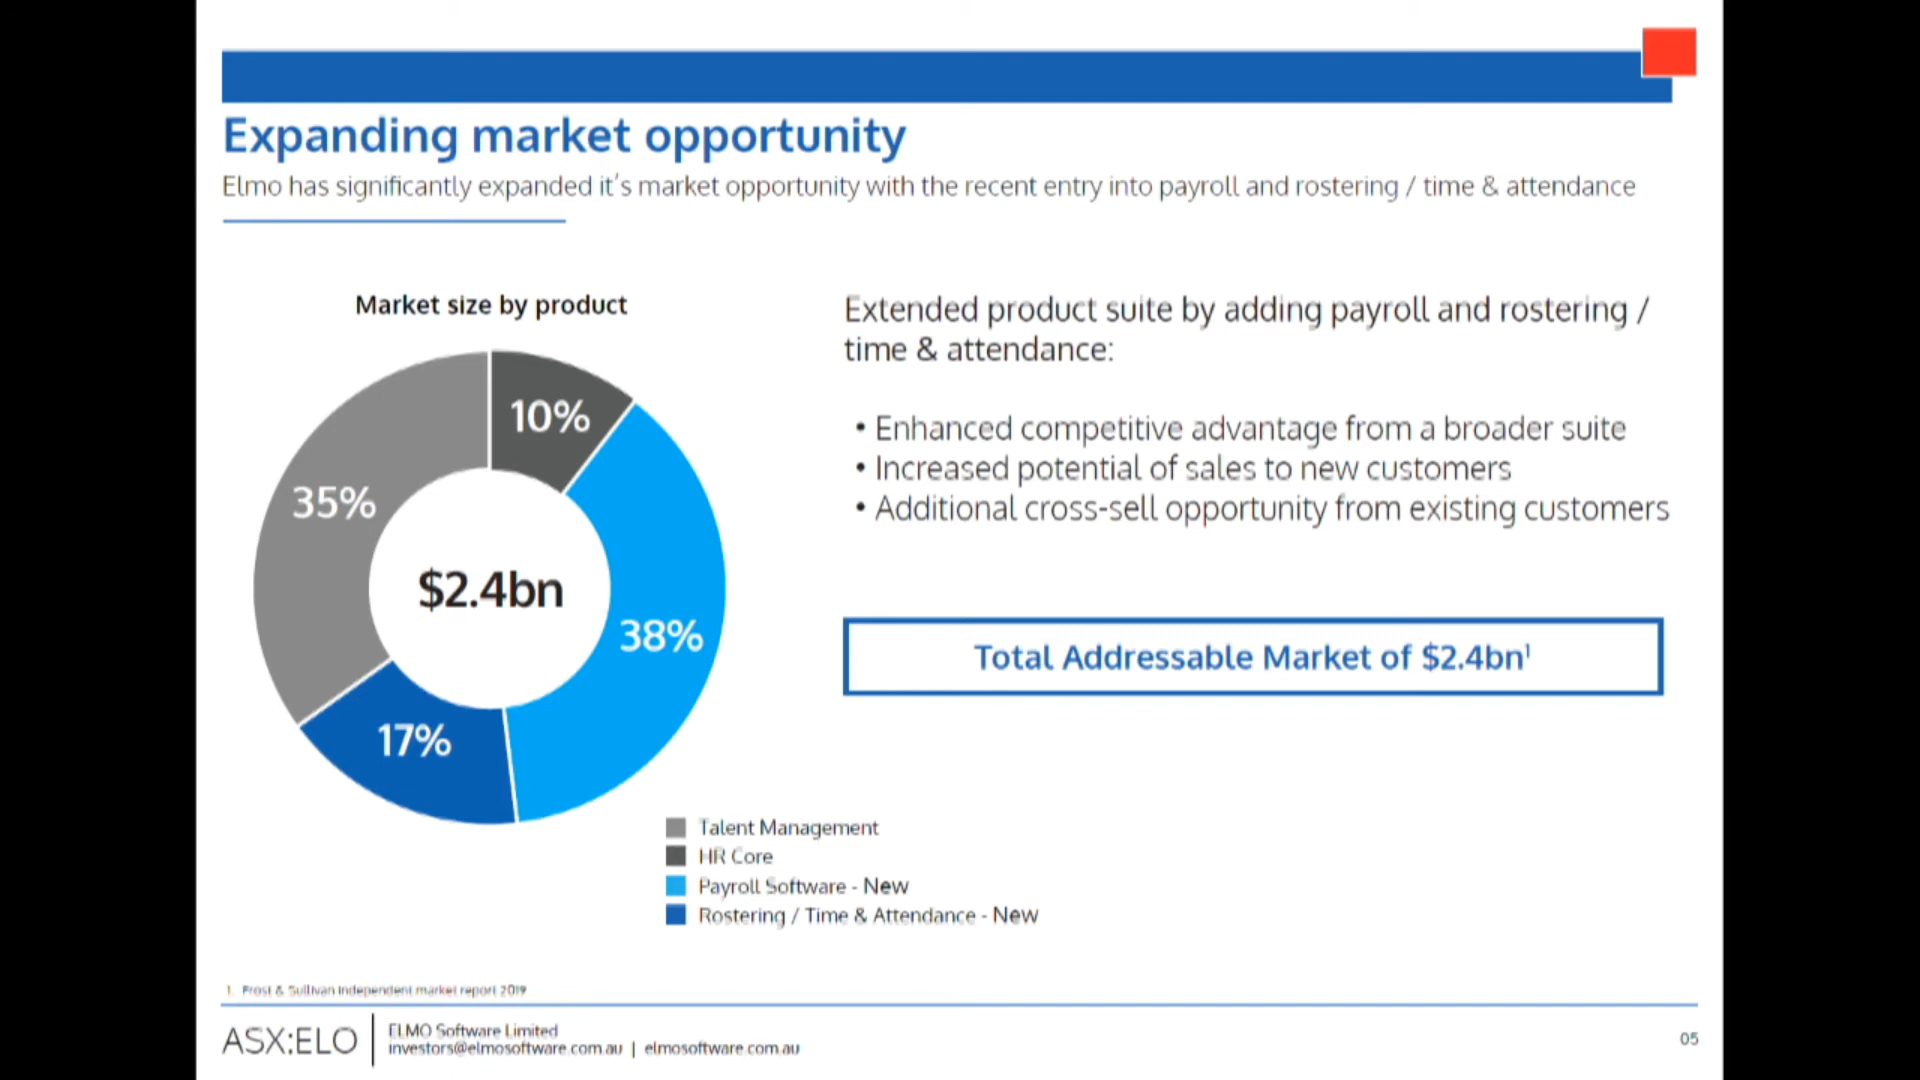 Expanding market opportunity
Elmo has significantly expanded it's market opportunity with the recent entry into payroll and rostering / time & attendance
Market size by product
10%
35%
$2.4bn
38%
17%
Talent Management
HR Core
Payroll Software - New
Rostering / Time & Attendance - New
Extended product suite by adding payroll and rostering /
time & attendance:
• Enhanced competitive advantage from a broader suite
• Increased potential of sales to new customers
• Additional cross-sell opportunity from existing customers
Total Addressable Market of $2.4bn¹
1. Frost & Sullivan Independent market report 2019
ASX:ELO
ELMO Software Limited
investors@elmosoftware.com.au | elmosoftware.com.au
05